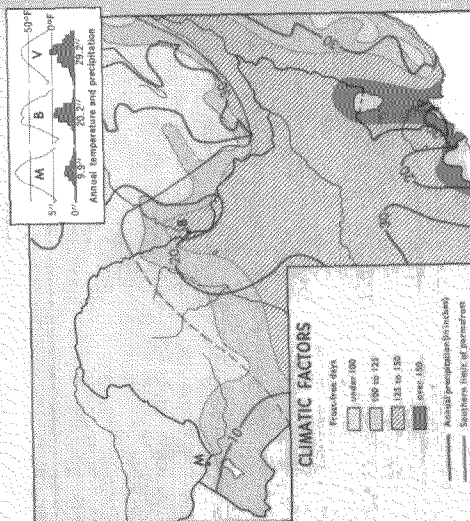 50°F
0°F
5"
0"
M B V
9.9" 20.2" 29.2"
Annual temperature and precipitation
M
10
20
B
30
CLIMATIC FACTORS
Frost-free days
under 100
100 to 125
125 to 150
over 150
Annual precipitation (in inches)
Southern limit of permafrost